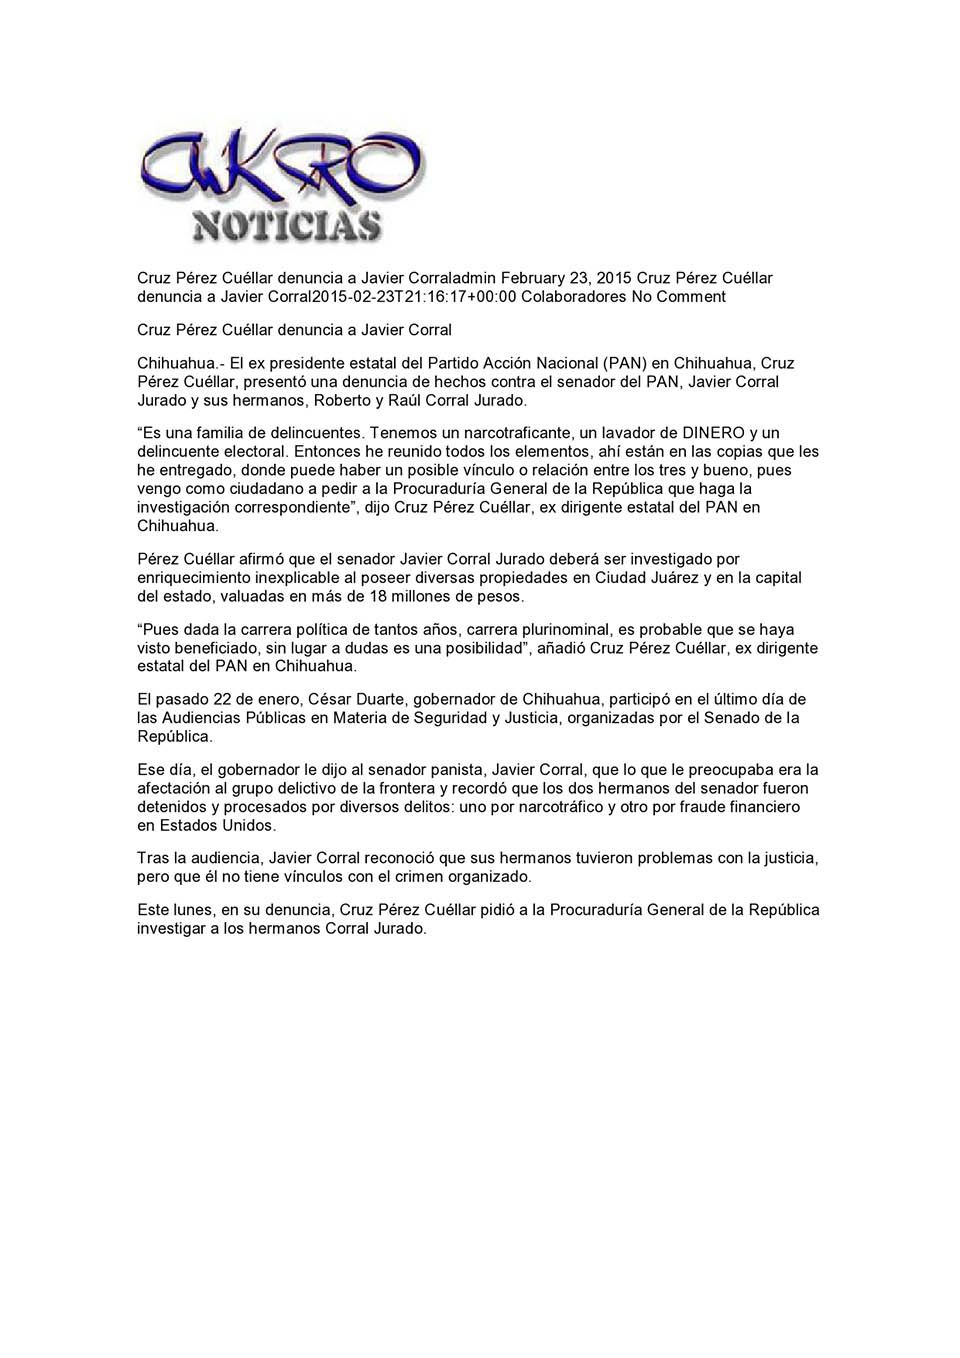 AKRO
NOTICIAS
Cruz Pérez Cuéllar denuncia a Javier Corraladmin February 23, 2015 Cruz Pérez Cuéllar
denuncia a Javier Corral2015-02-23T21:16:17+00:00 Colaboradores No Comment
Cruz Pérez Cuéllar denuncia a Javier Corral
Chihuahua.- El ex presidente estatal del Partido Acción Nacional (PAN) en Chihuahua, Cruz
Pérez Cuéllar, presentó una denuncia de hechos contra el senador del PAN, Javier Corral
Jurado y sus hermanos, Roberto y Raúl Corral Jurado.
“Es una familia de delincuentes. Tenemos un narcotraficante, un lavador de DINERO y un
delincuente electoral. Entonces he reunido todos los elementos, ahí están en las copias que les
he entregado, donde puede haber un posible vínculo o relación entre los tres y bueno, pues
vengo como ciudadano a pedir a la Procuraduría General de la República que haga la
investigación correspondiente”, dijo Cruz Pérez Cuéllar, ex dirigente estatal del PAN en
Chihuahua.
Pérez Cuéllar afirmó que el senador Javier Corral Jurado deberá ser investigado por
enriquecimiento inexplicable al poseer diversas propiedades en Ciudad Juárez y en la capital
del estado, valuadas en más de 18 millones de pesos.
“Pues dada la carrera política de tantos años, carrera plurinominal, es probable que se haya
visto beneficiado, sin lugar a dudas es una posibilidad”, añadió Cruz Pérez Cuéllar, ex dirigente
estatal del PAN en Chihuahua.
El pasado 22 de enero, César Duarte, gobernador de Chihuahua, participó en el último día de
las Audiencias Públicas en Materia de Seguridad y Justicia, organizadas por el Senado de la
República.
Ese día, el gobernador le dijo al senador panista, Javier Corral, que lo que le preocupaba era la
afectación al grupo delictivo de la frontera y recordó que los dos hermanos del senador fueron
detenidos y procesados por diversos delitos: uno por narcotráfico y otro por fraude financiero
en Estados Unidos.
Tras la audiencia, Javier Corral reconoció que sus hermanos tuvieron problemas con la justicia,
pero que él no tiene vínculos con el crimen organizado.
Este lunes, en su denuncia, Cruz Pérez Cuéllar pidió a la Procuraduría General de la República
investigar a los hermanos Corral Jurado.